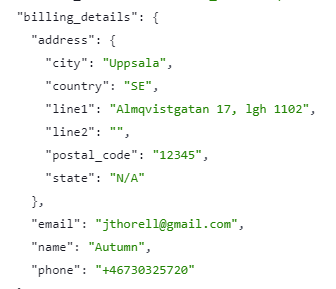 "billing_details": {
"address": {
"city": "Uppsala",
"country": "SE",
"line1": "Almqvistgatan 17, lgh 1102",
"line2": "",
"postal_code": "12345",
"state": "N/A"
},
"email": "jthorell@gmail.com",
"name": "Autumn",
"phone": "+46730325720"